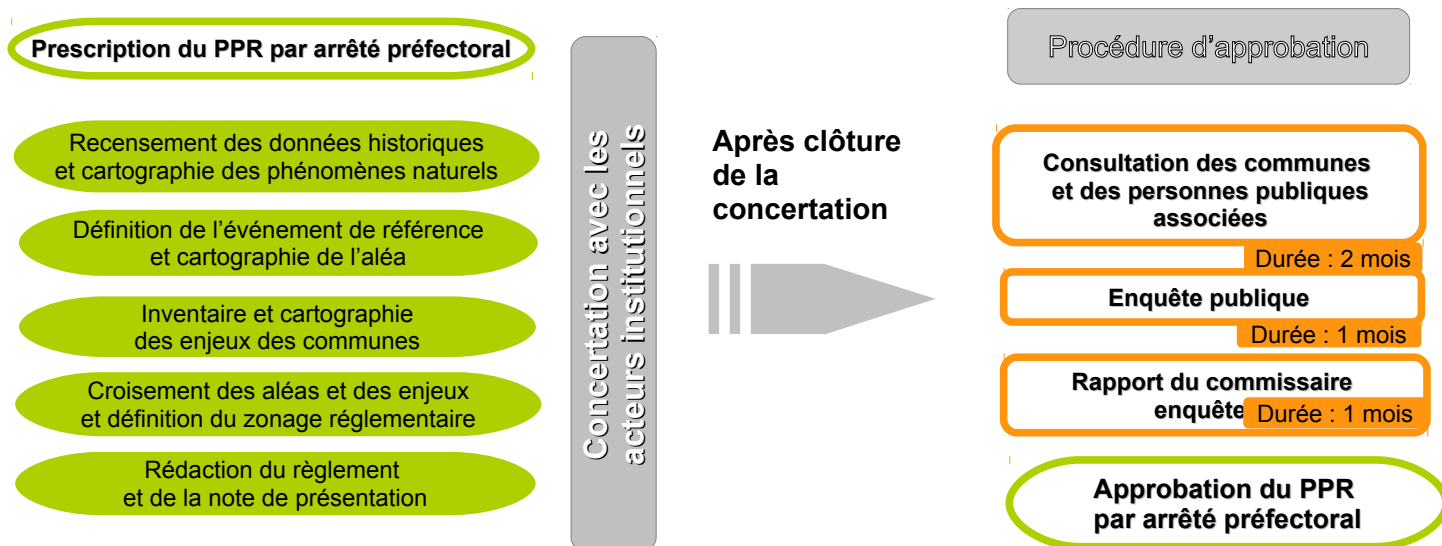 Prescription du PPR par arrêté préfectoral
Recensement des données historiques
et cartographie des phénomènes naturels
Définition de l'événement de référence
et cartographie de l'aléa
Inventaire et cartographie
des enjeux des communes
Croisement des aléas et des enjeux
et définition du zonage réglementaire
Rédaction du règlement
et de la note de présentation
Concertation avec les
acteurs institutionnels
Après clôture
de la
concertation
Procédure d'approbation
Consultation des communes
et des personnes publiques
associées
Durée : 2 mois
Enquête publique
Durée : 1 mois
Rapport du commissaire
enquête
Durée : 1 mois
Approbation du PPR
par arrêté préfectoral